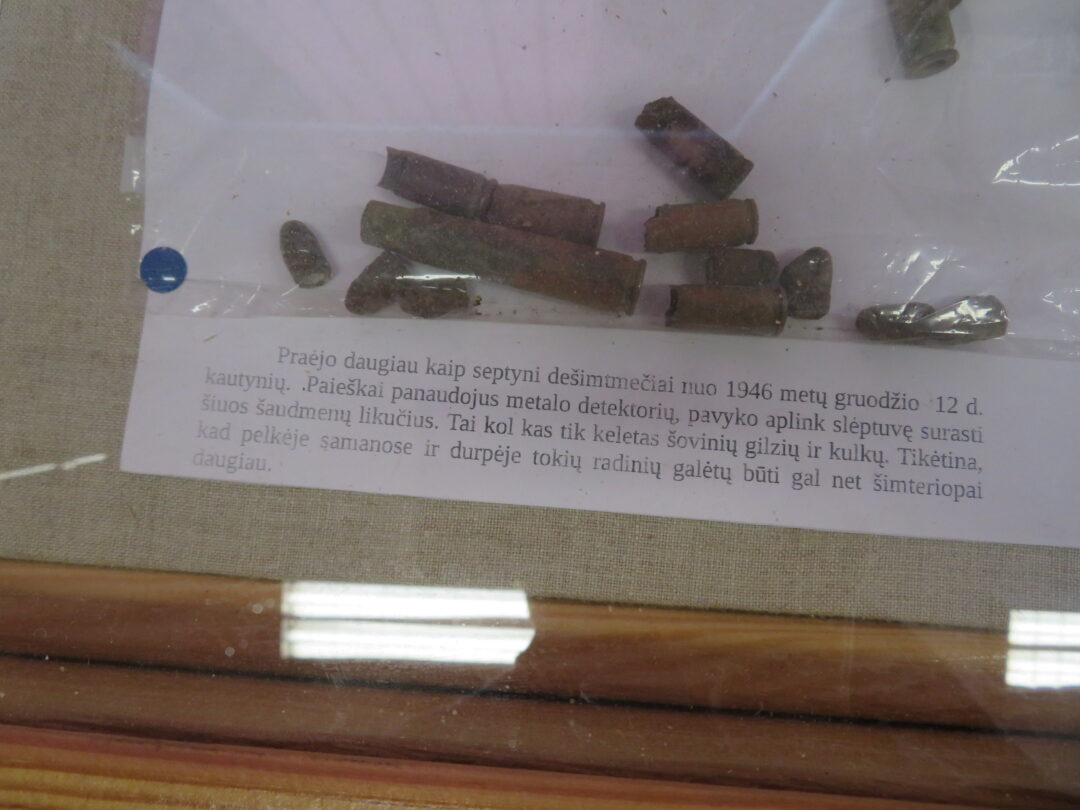 Praėjo daugiau kaip septyni dešimtmečiai nuo 1946 metų gruodžio 12 d.
kautynių. .Paieškai panaudojus metalo detektorių, pavyko aplink slėptuvę surasti
šiuos šaudmenų likučius. Tai kol kas tik keletas šovinių gilzių ir kulkų. Tikėtina,
kad pelkėje samanose ir durpėje tokių radinių galėtų būti gal net šimteriopai
daugiau.